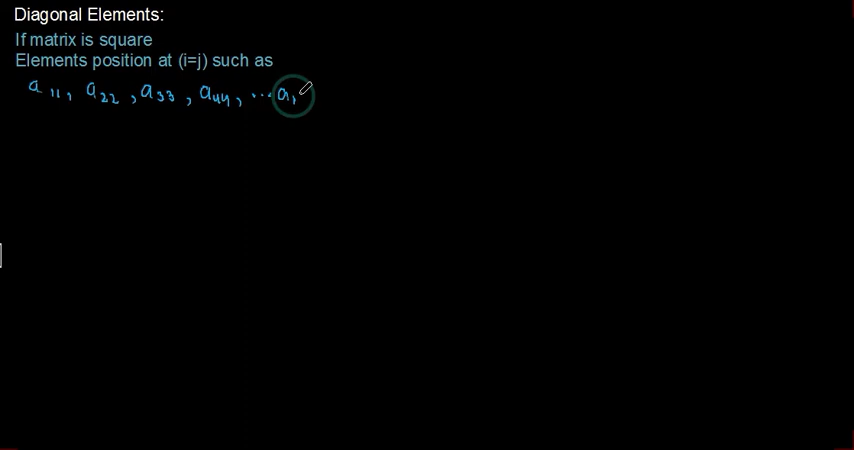 Diagonal Elements:
If matrix is square
Elements position at (i=j) such as
a₁₁, a₂₂, a₃₃, a₄₄, ...a